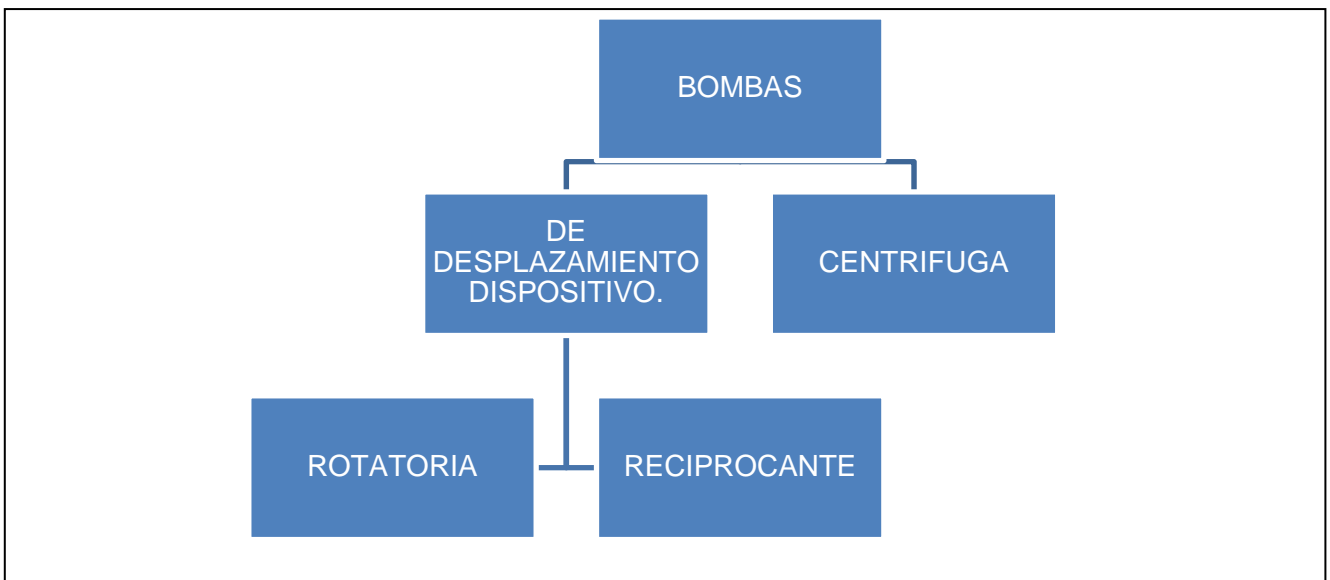 BOMBAS
DE
DESPLAZAMIENTO
DISPOSITIVO.
CENTRIFUGA
ROTATORIA
RECIPROCANTE